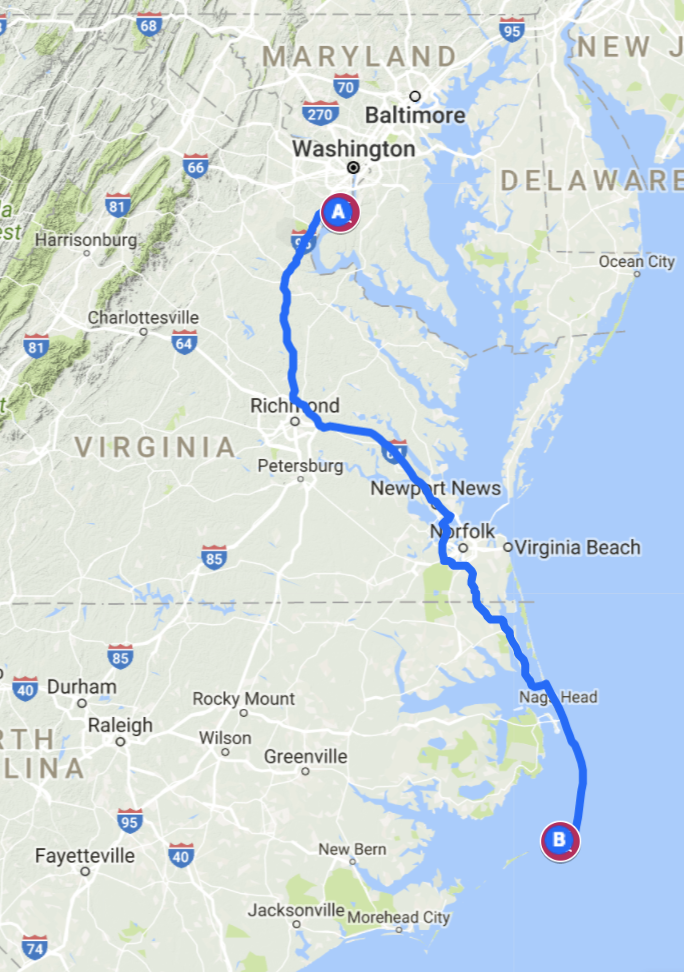 68
95
MARYLAND
NEW J
70
270
Baltimore
Washington
66
DELAWARE
81
A
est
Harrisonburg
95
Ocean City
Charlottesville
64
81
Richmond
VIRGINIA
64
Petersburg
Newport News
Norfolk
Virginia Beach
85
85
40
Durham
Nags Head
Rocky Mount
RTH
LINA
Raleigh
Wilson
Greenville
95
B
Fayetteville
40
New Bern
Jacksonville
Morehead City
74